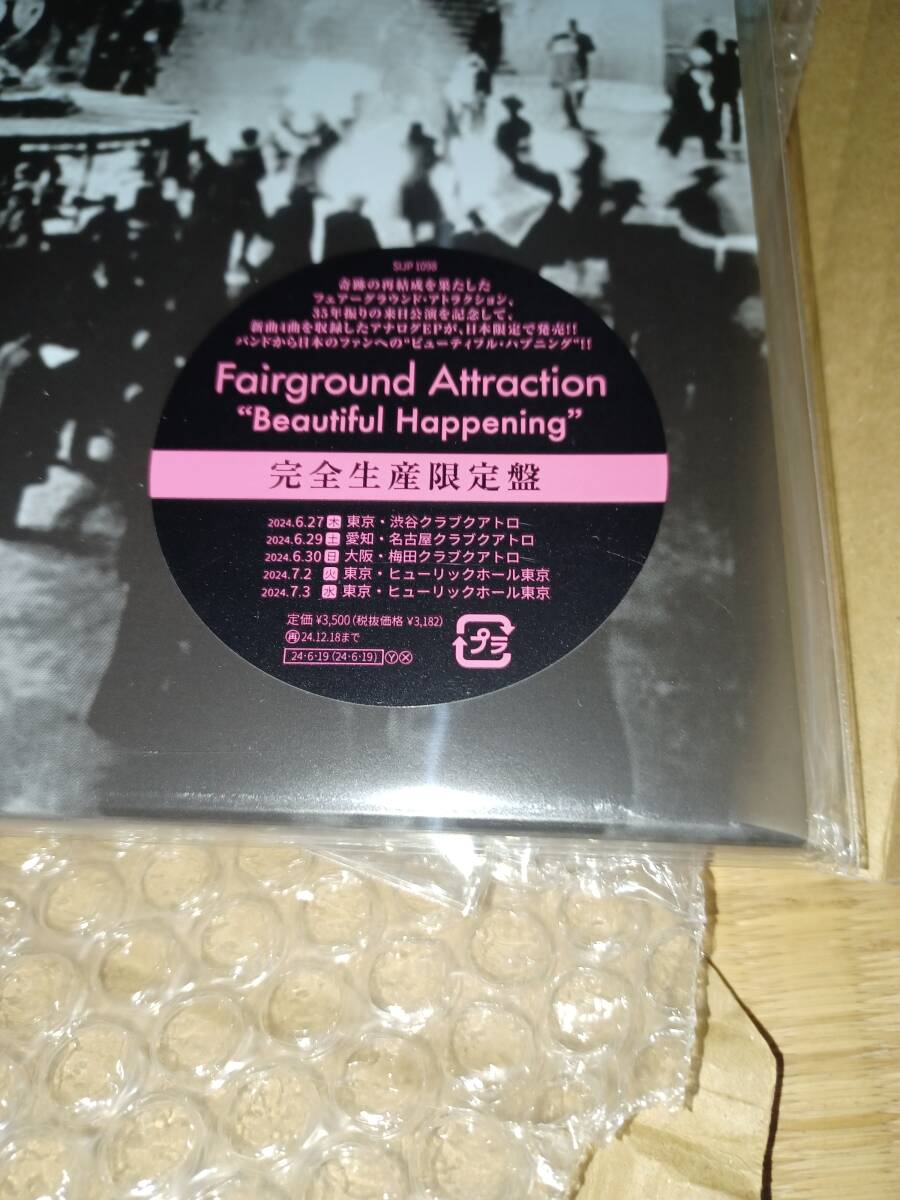 SIJP 1098
奇跡の再結成を果たした
フェアーグラウンド・アトラクション、
35年振りの来日公演を記念して、
新曲4曲を収録したアナログEPが、日本限定で発売!!
バンドから日本のファンへの“ビューティフル・ハプニング”!!
Fairground Attraction
“Beautiful Happening”
完全生産限定盤
2024.6.27 木 東京・渋谷クラブクアトロ
2024.6.29 土 愛知・名古屋クラブクアトロ
2024.6.30 日 大阪・梅田クラブクアトロ
2024.7.2 火 東京・ヒューリックホール東京
2024.7.3 水 東京・ヒューリックホール東京
定価 ¥3,500(税抜価格 ¥3,182)
再 24.12.18まで
24・6・19 (24・6・19) Y X
プラ